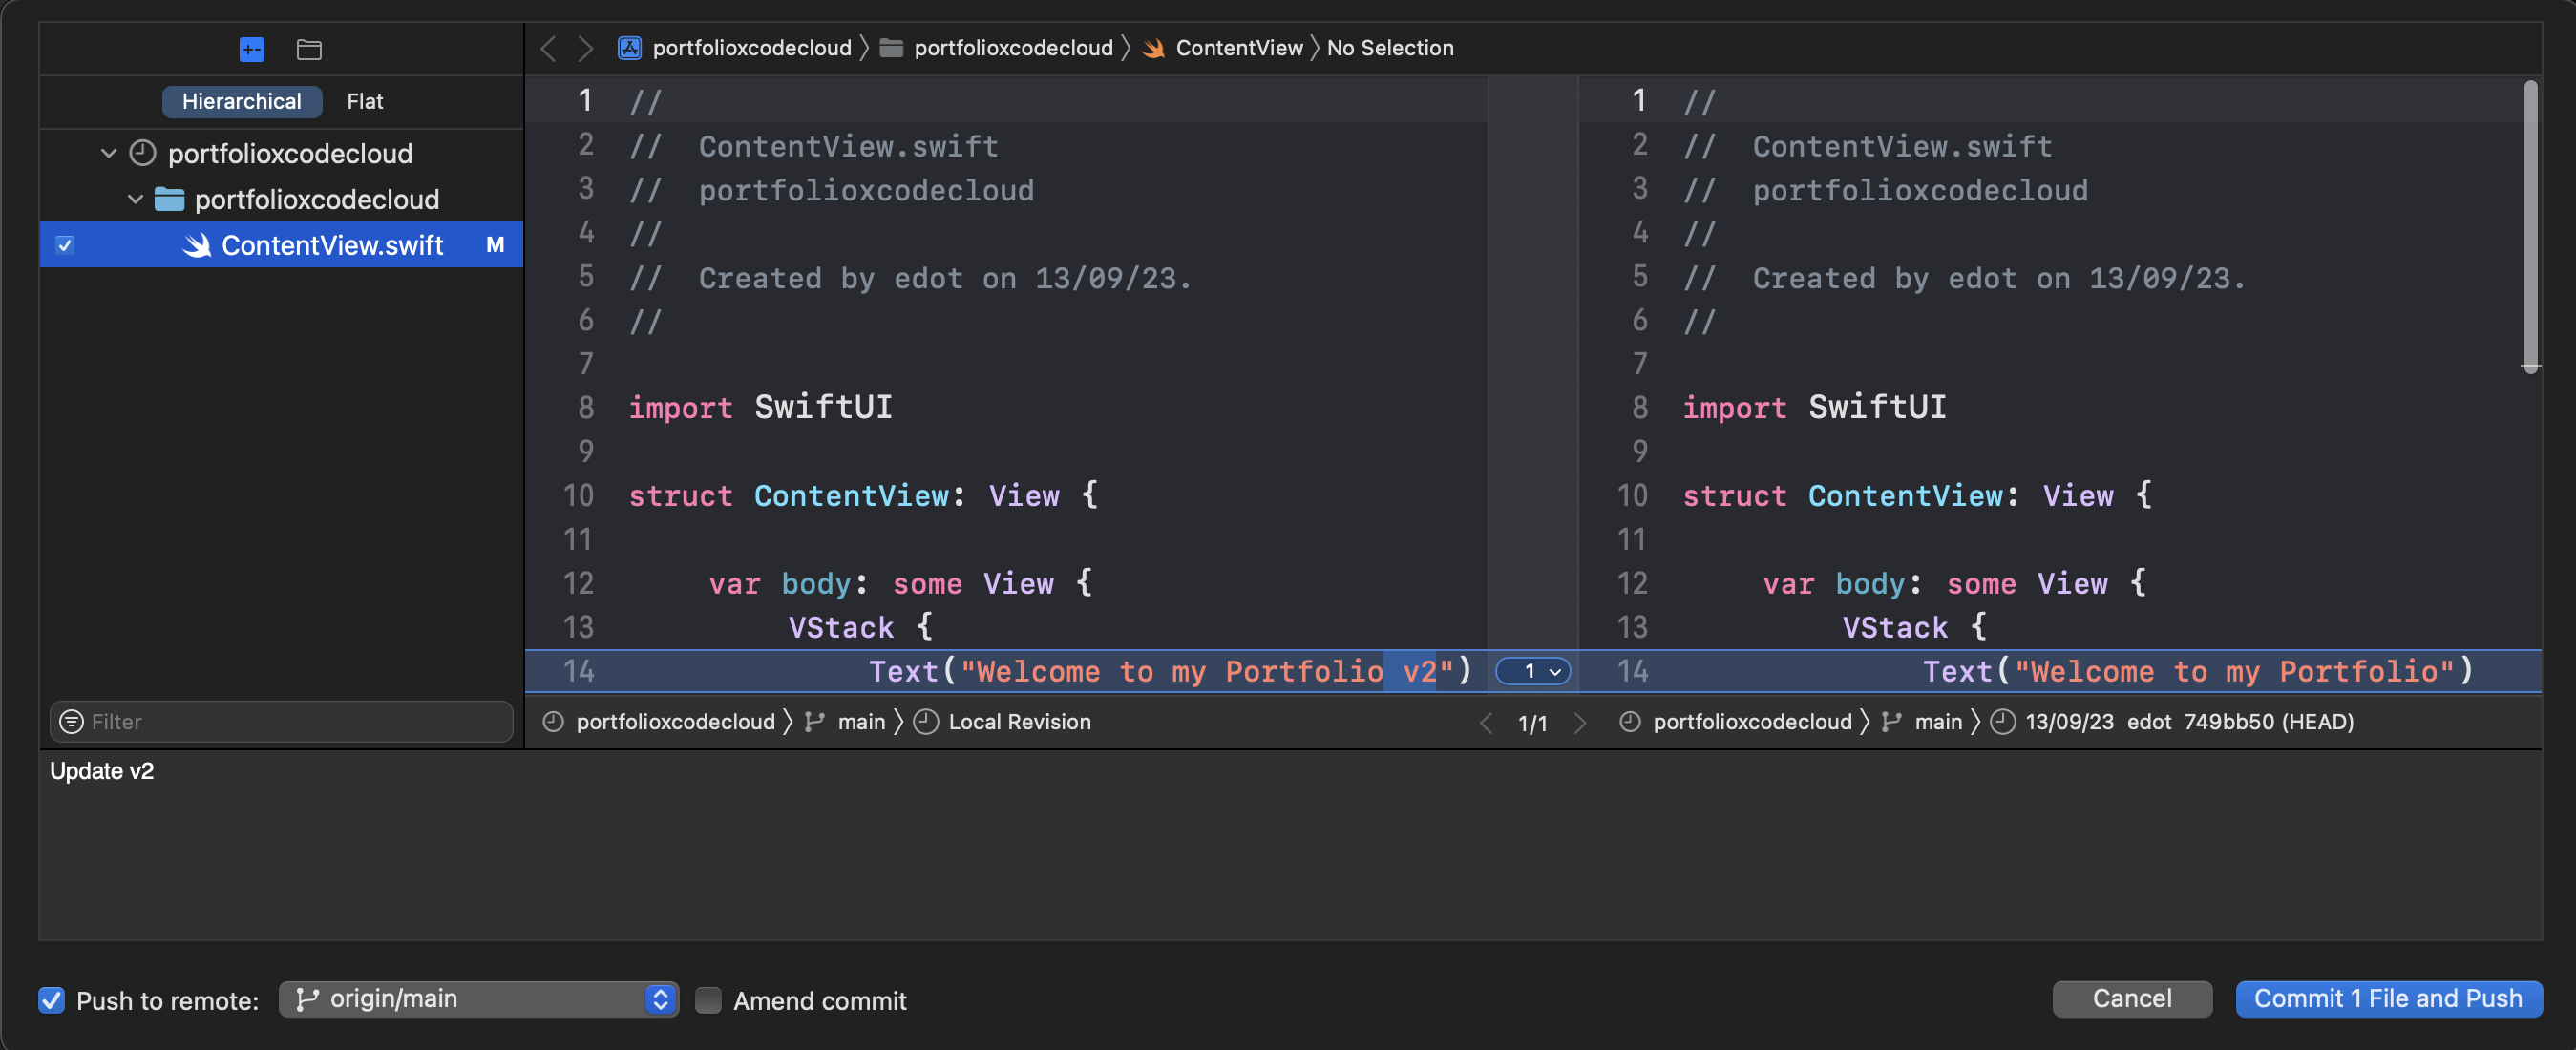 portfolioxcodecloud portfolioxcodecloud ContentView No Selection
Hierarchical Flat
portfolioxcodecloud
portfolioxcodecloud
ContentView.swift M
Filter
1 //
2 // ContentView.swift
3 // portfolioxcodecloud
4 //
5 // Created by edot on 13/09/23.
6 //
7
8 import SwiftUI
9
10 struct ContentView: View {
11
12 var body: some View {
13 VStack {
14 Text("Welcome to my Portfolio v2")
1
1 //
2 // ContentView.swift
3 // portfolioxcodecloud
4 //
5 // Created by edot on 13/09/23.
6 //
7
8 import SwiftUI
9
10 struct ContentView: View {
11
12 var body: some View {
13 VStack {
14 Text("Welcome to my Portfolio")
portfolioxcodecloud main Local Revision
1/1
portfolioxcodecloud main 13/09/23 edot 749bb50 (HEAD)
Update v2
Push to remote: origin/main Amend commit
Cancel Commit 1 File and Push